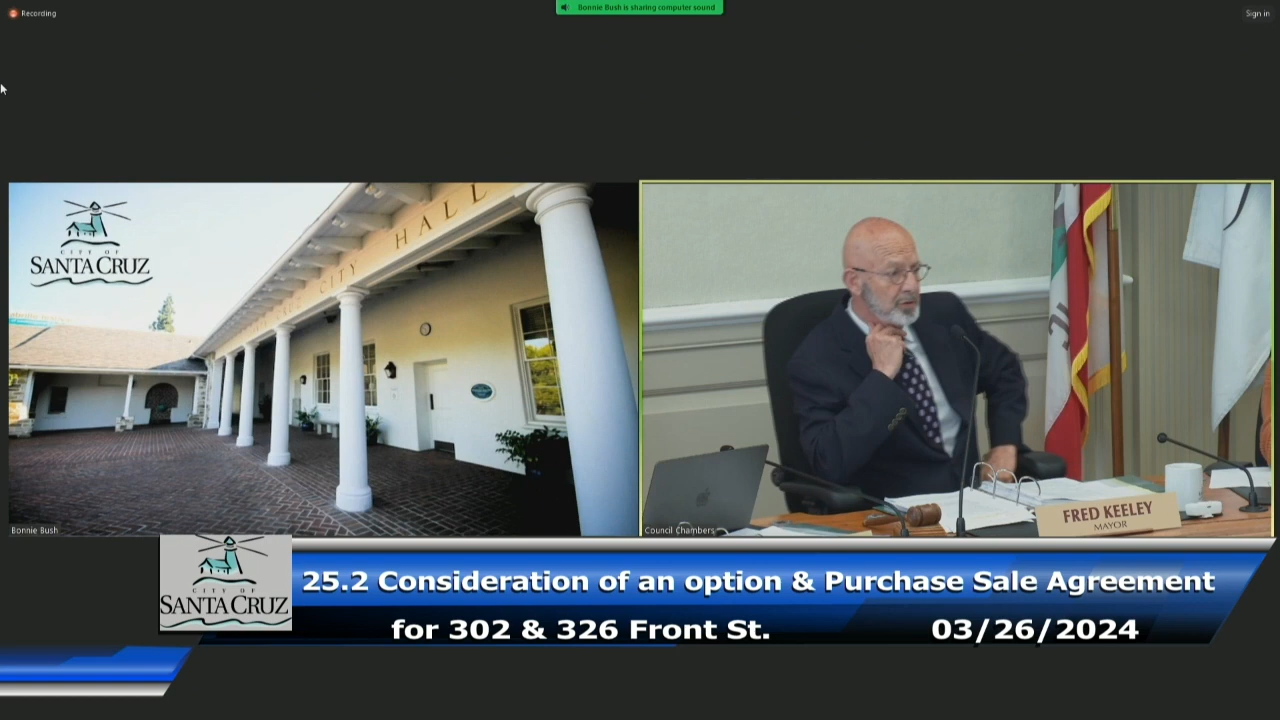 Recording
Bonnie Bush is sharing computer sound
Sign in
CITY OF
SANTA CRUZ
CITY HALL
Bonnie Bush
Council Chambers
FRED KEELEY
MAYOR
CITY OF
SANTA CRUZ
25.2 Consideration of an option & Purchase Sale Agreement
for 302 & 326 Front St.
03/26/2024